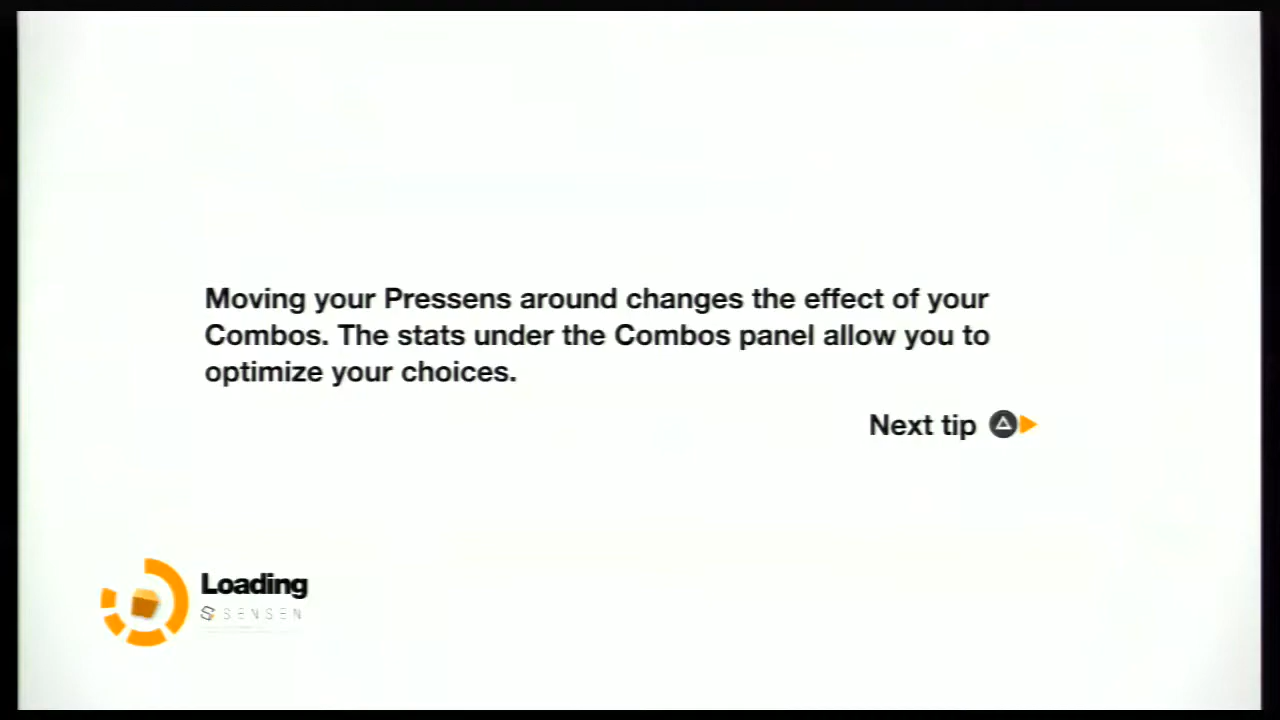 Moving your Pressens around changes the effect of your
Combos. The stats under the Combos panel allow you to
optimize your choices.
Next tip
Loading
SENSEN